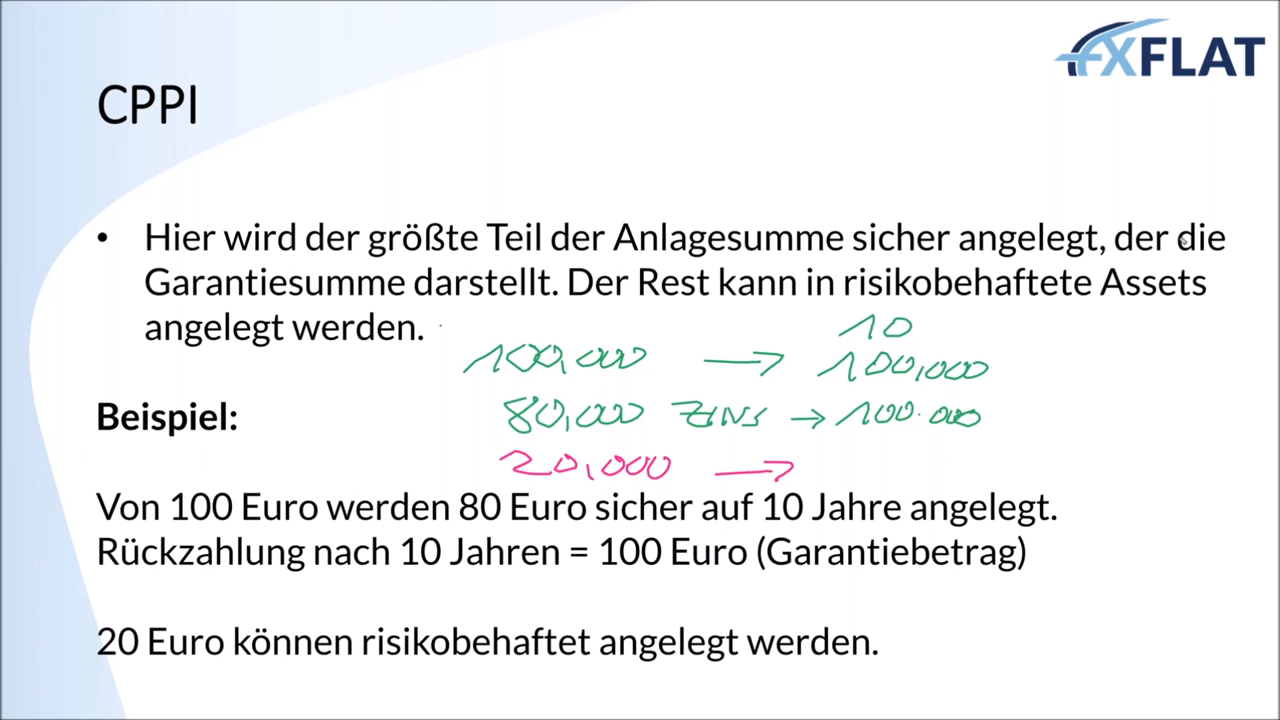 FXFLAT
CPPI
• Hier wird der größte Teil der Anlagesumme sicher angelegt, der die
Garantiesumme darstellt. Der Rest kann in risikobehaftete Assets
angelegt werden.
10
100,000 → 100,000
80,000 ZINS → 100.000
Beispiel:
20,000 →
Von 100 Euro werden 80 Euro sicher auf 10 Jahre angelegt.
Rückzahlung nach 10 Jahren = 100 Euro (Garantiebetrag)
20 Euro können risikobehaftet angelegt werden.